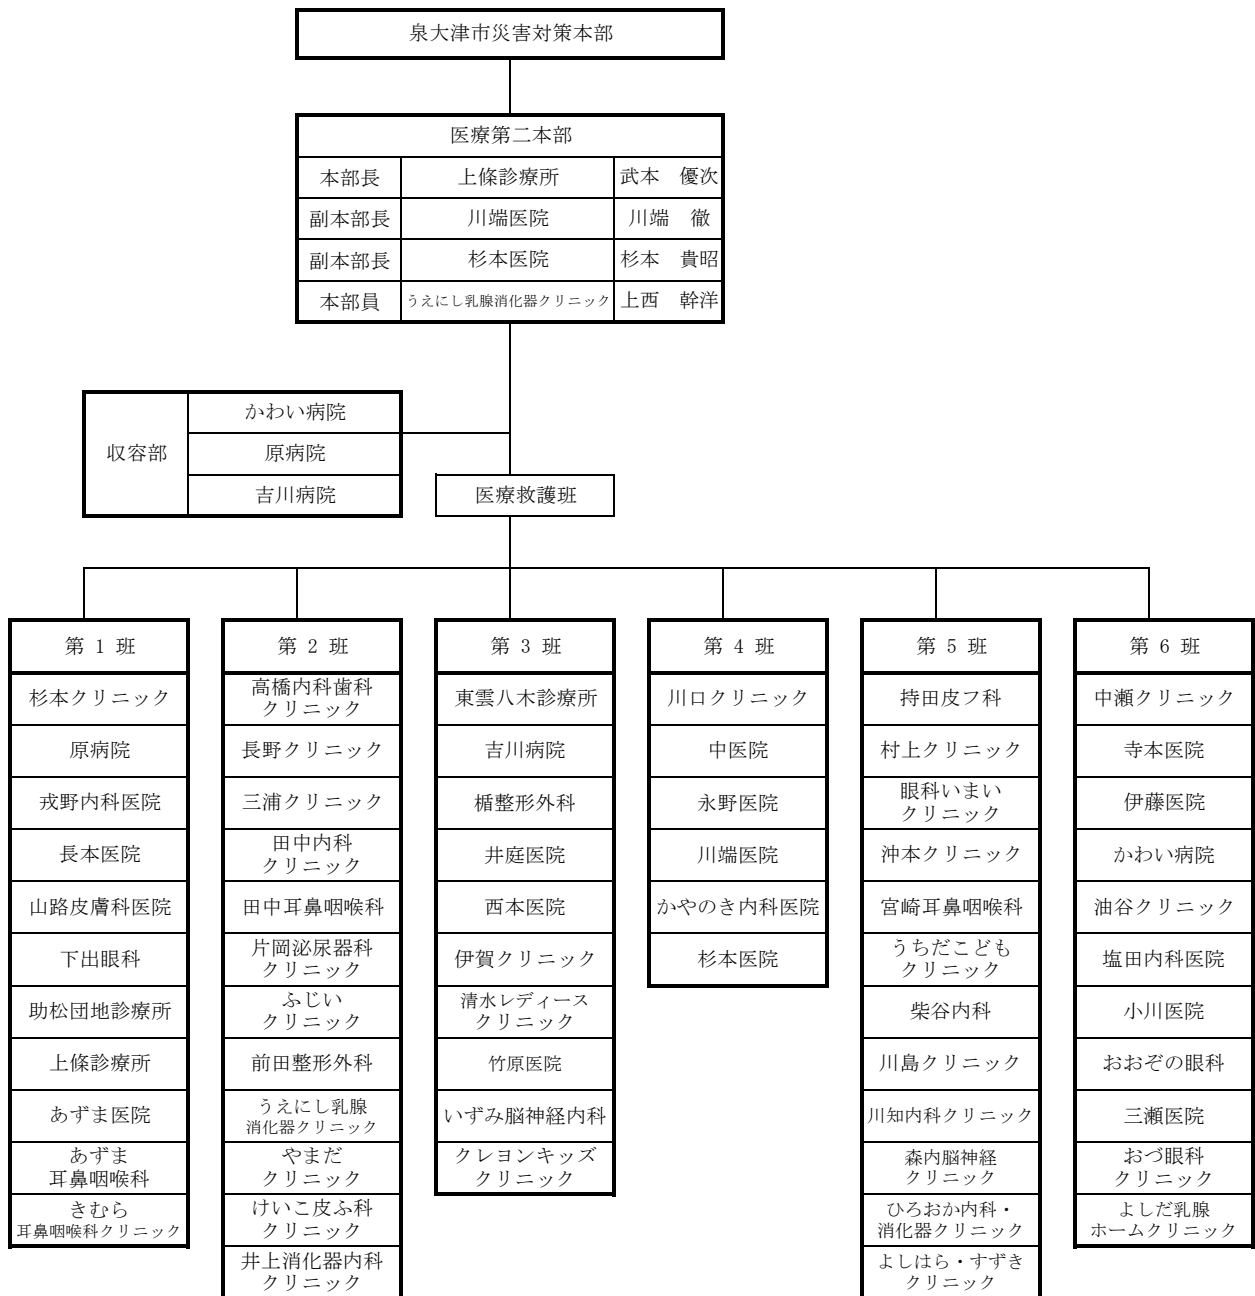 泉大津市災害対策本部
医療第二本部
本部長 上條診療所 武本 優次
副本部長 川端医院 川端 徹
副本部長 杉本医院 杉本 貴昭
本部員 うえにし乳腺消化器クリニック 上西 幹洋
収容部
かわい病院
原病院
吉川病院
医療救護班
第 1 班
杉本クリニック
原病院
戎野内科医院
長本医院
山路皮膚科医院
下出眼科
助松団地診療所
上條診療所
あずま医院
あずま
耳鼻咽喉科
きむら
耳鼻咽喉科クリニック
第 2 班
高橋内科歯科
クリニック
長野クリニック
三浦クリニック
田中内科
クリニック
田中耳鼻咽喉科
片岡泌尿器科
クリニック
ふじい
クリニック
前田整形外科
うえにし乳腺
消化器クリニック
やまだ
クリニック
けいこ皮ふ科
クリニック
井上消化器内科
クリニック
第 3 班
東雲八木診療所
吉川病院
楯整形外科
井庭医院
西本医院
伊賀クリニック
清水レディース
クリニック
竹原医院
いずみ脳神経内科
クレヨンキッズ
クリニック
第 4 班
川口クリニック
中医院
永野医院
川端医院
かやのき内科医院
杉本医院
第 5 班
持田皮フ科
村上クリニック
眼科いまい
クリニック
沖本クリニック
宮崎耳鼻咽喉科
うちだこども
クリニック
柴谷内科
川島クリニック
川知内科クリニック
森内脳神経
クリニック
ひろおか内科・
消化器クリニック
よしはら・すずき
クリニック
第 6 班
中瀬クリニック
寺本医院
伊藤医院
かわい病院
油谷クリニック
塩田内科医院
小川医院
おおぞの眼科
三瀬医院
おづ眼科
クリニック
よしだ乳腺
ホームクリニック